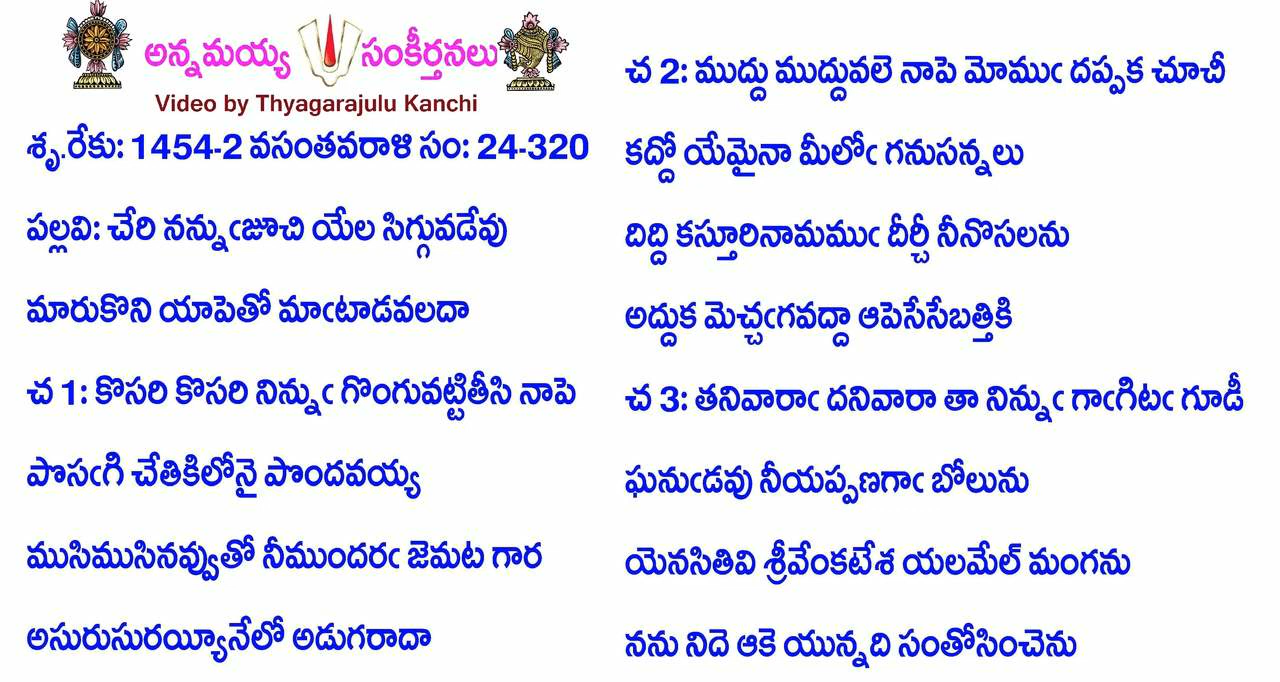 అన్నమయ్య సంకీర్తనలు
Video by Thyagarajulu Kanchi
శృ.రేకు: 1454-2 వసంతవరాళి సం: 24-320
పల్లవి: చేరి నన్నుఁజూచి యేల సిగ్గువడేవు
మారుకొని యాపెతో మాఁటాడవలదా
చ 1: కొసరి కొసరి నిన్నుఁ గొంగువట్టితీసి నాపె
పొసఁగి చేతికిలోనై పొందవయ్య
ముసిముసినవ్వుతో నీముందరఁ జెమట గార
అసురుసురయ్యీనేలో అడుగరాదా
చ 2: ముద్దు ముద్దువలె నాపె మోముఁ దప్పక చూచీ
కద్దో యేమైనా మీలోఁ గనుసన్నలు
దిద్ది కస్తూరినామముఁ దీర్చీ నీనొసలను
అద్దుక మెచ్చఁగవద్దా ఆపెసేసేబత్తికి
చ 3: తనివారాఁ దనివారా తా నిన్నుఁ గాఁగిటఁ గూడీ
ఘనుఁడవు నీయప్పణగాఁ బోలును
యెనసితివి శ్రీవేంకటేశ యలమేల్ మంగను
నను నిదె ఆకె యున్నది సంతోసించెను